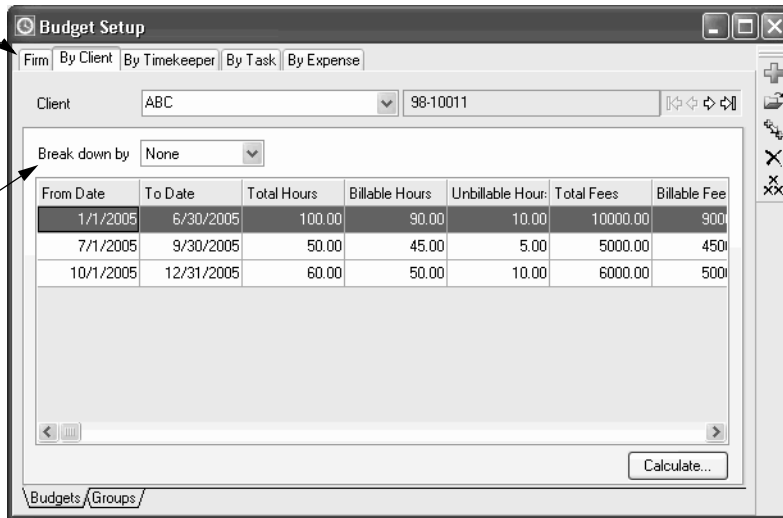 Budget Setup
Firm By Client By Timekeeper By Task By Expense
Client ABC 98-10011
Break down by None
From Date To Date Total Hours Billable Hours Unbillable Hour: Total Fees Billable Fee
1/1/2005 6/30/2005 100.00 90.00 10.00 10000.00 900
7/1/2005 9/30/2005 50.00 45.00 5.00 5000.00 450
10/1/2005 12/31/2005 60.00 50.00 10.00 6000.00 500
Calculate...
Budgets Groups